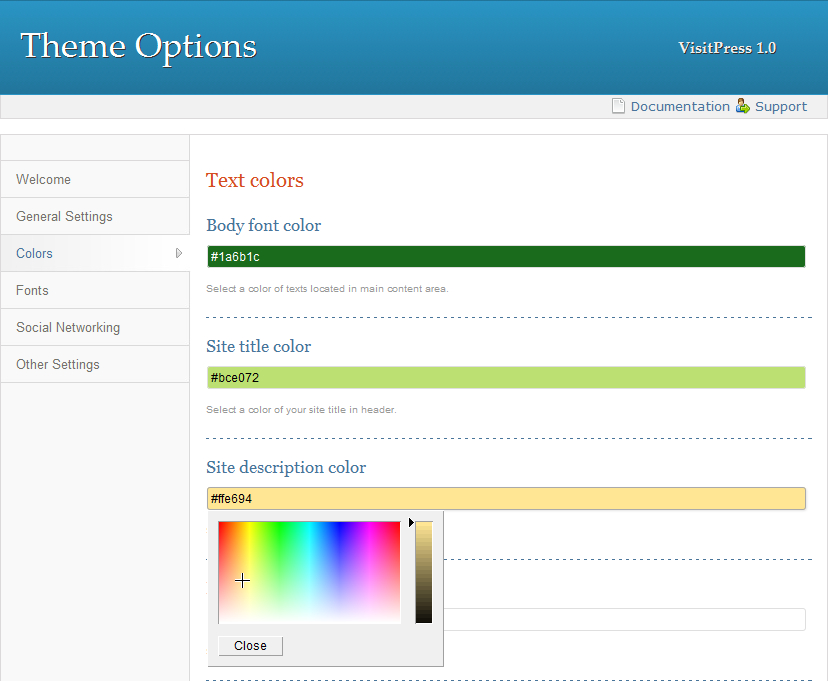 Theme Options
VisitPress 1.0
Documentation Support
Welcome
General Settings
Colors
Fonts
Social Networking
Other Settings
Text colors
Body font color
#1a6b1c
Select a color of texts located in main content area.
Site title color
#bce072
Select a color of your site title in header.
Site description color
#ffe694
Close